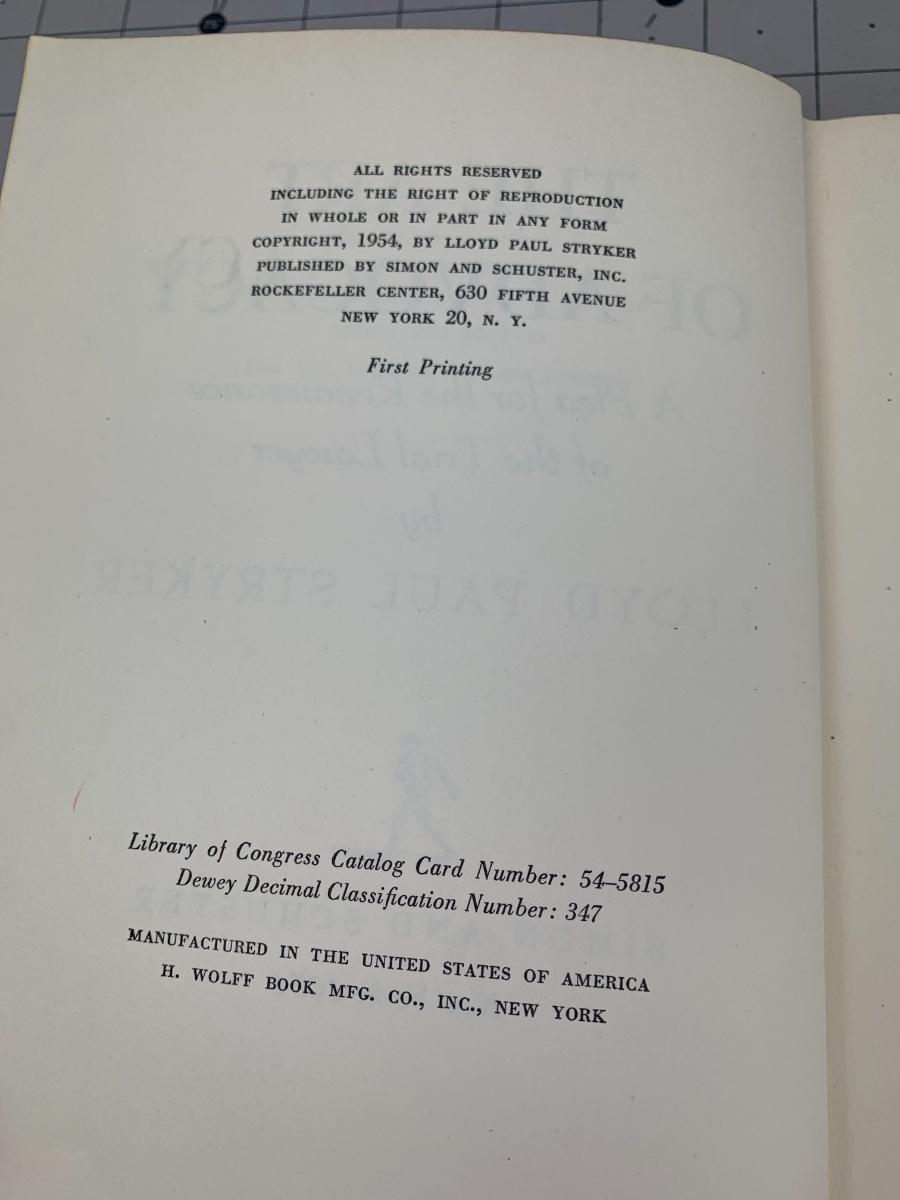 ALL RIGHTS RESERVED
INCLUDING THE RIGHT OF REPRODUCTION
IN WHOLE OR IN PART IN ANY FORM
COPYRIGHT, 1954, BY LLOYD PAUL STRYKER
PUBLISHED BY SIMON AND SCHUSTER, INC.
ROCKEFELLER CENTER, 630 FIFTH AVENUE
NEW YORK 20, N. Y.
First Printing
Library of Congress Catalog Card Number: 54–5815
Dewey Decimal Classification Number: 347
MANUFACTURED IN THE UNITED STATES OF AMERICA
H. WOLFF BOOK MFG. CO., INC., NEW YORK